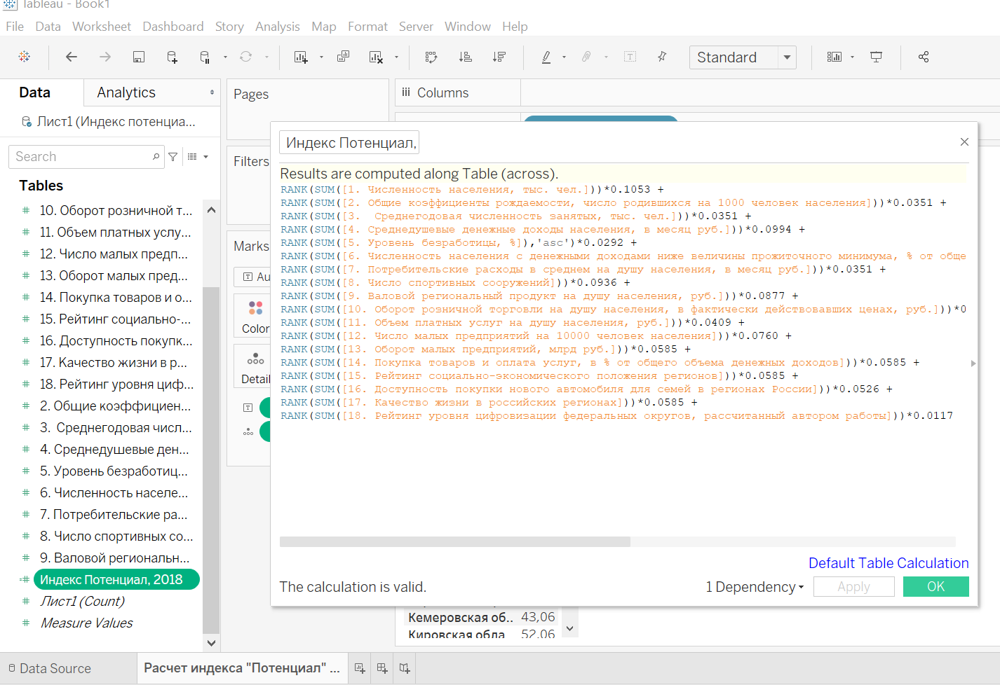 Tableau - Book1
File Data Worksheet Dashboard Story Analysis Map Format Server Window Help
Standard
Data
Analytics
Pages
iii Columns
Лист1 (Индекс потенциа...
Search
Filters
Tables
10. Оборот розничной т...
11. Объем платных услу...
12. Число малых предп...
13. Оборот малых пред...
14. Покупка товаров и о...
15. Рейтинг социально-...
16. Доступность покупк...
17. Качество жизни в р...
18. Рейтинг уровня циф...
2. Общие коэффициен...
3.  Среднегодовая числ...
4. Среднедушевые ден...
5. Уровень безработиц...
6. Численность населе...
7. Потребительские ра...
8. Число спортивных со...
9. Валовой региональн...
Индекс Потенциал, 2018
Лист1 (Count)
Measure Values
Marks
Au
Color
Detail
Индекс Потенциал,
Results are computed along Table (across).
RANK(SUM([1. Численность населения, тыс. чел.]))*0.1053 +
RANK(SUM([2. Общие коэффициенты рождаемости, число родившихся на 1000 человек населения]))*0.0351 +
RANK(SUM([3.  Среднегодовая численность занятых, тыс. чел.]))*0.0351 +
RANK(SUM([4. Среднедушевые денежные доходы населения, в месяц руб.]))*0.0994 +
RANK(SUM([5. Уровень безработицы, %]),'asc')*0.0292 +
RANK(SUM([6. Численность населения с денежными доходами ниже величины прожиточного минимума, % от обще
RANK(SUM([7. Потребительские расходы в среднем на душу населения, в месяц руб.]))*0.0351 +
RANK(SUM([8. Число спортивных сооружений]))*0.0936 +
RANK(SUM([9. Валовой региональный продукт на душу населения, руб.]))*0.0877 +
RANK(SUM([10. Оборот розничной торговли на душу населения, в фактически действовавших ценах, руб.]))*0
RANK(SUM([11. Объем платных услуг на душу населения, руб.]))*0.0409 +
RANK(SUM([12. Число малых предприятий на 10000 человек населения]))*0.0760 +
RANK(SUM([13. Оборот малых предприятий, млрд руб.]))*0.0585 +
RANK(SUM([14. Покупка товаров и оплата услуг, в % от общего объема денежных доходов]))*0.0585 +
RANK(SUM([15. Рейтинг социально-экономического положения регионов]))*0.0585 +
RANK(SUM([16. Доступность покупки нового автомобиля для семей в регионах России]))*0.0526 +
RANK(SUM([17. Качество жизни в российских регионах]))*0.0585 +
RANK(SUM([18. Рейтинг уровня цифровизации федеральных округов, рассчитанный автором работы]))*0.0117
Default Table Calculation
The calculation is valid.
1 Dependency
Apply
OK
Кемеровская об.. 43,06
Кировская обла 52,06
Data Source
Расчет индекса "Потенциал" ...